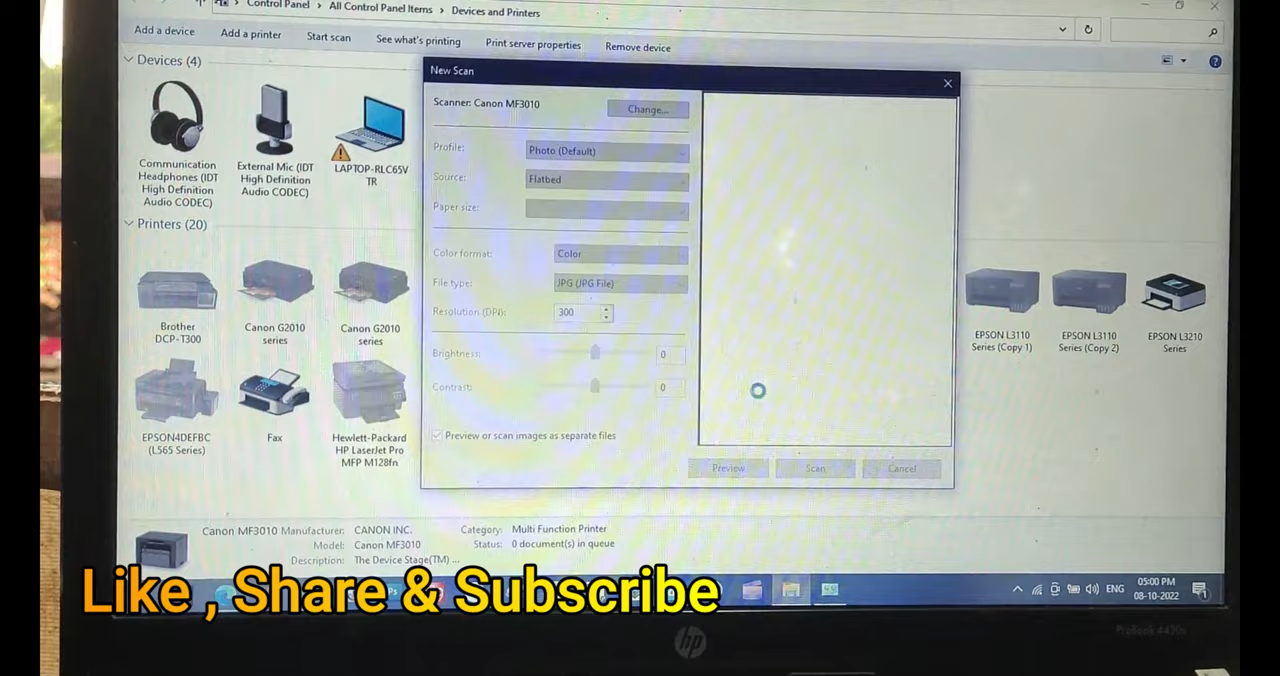 Control Panel > All Control Panel Items > Devices and Printers
Add a device Add a printer Start scan See what's printing Print server properties Remove device
Devices (4)
Communication Headphones (IDT High Definition Audio CODEC)
External Mic (IDT High Definition Audio CODEC)
LAPTOP-RLC65VTR
Printers (20)
Brother DCP-T300
Canon G2010 series
Canon G2010 series
EPSON L3110 Series (Copy 1)
EPSON L3110 Series (Copy 2)
EPSON L3210 Series
EPSON4DEFBC (L565 Series)
Fax
Hewlett-Packard HP LaserJet Pro MFP M128fn
New Scan
Scanner: Canon MF3010 Change...
Profile: Photo (Default)
Source: Flatbed
Paper size:
Color format: Color
File type: JPG (JPG File)
Resolution (DPI): 300
Brightness: 0
Contrast: 0
Preview or scan images as separate files
Preview Scan Cancel
Canon MF3010 Manufacturer: CANON INC. Category: Multi Function Printer
Model: Canon MF3010 Status: 0 document(s) in queue
Description: The Device Stage(TM) ...
Like , Share & Subscribe
ENG 05:00 PM
08-10-2022
hp
ProBook 4430s